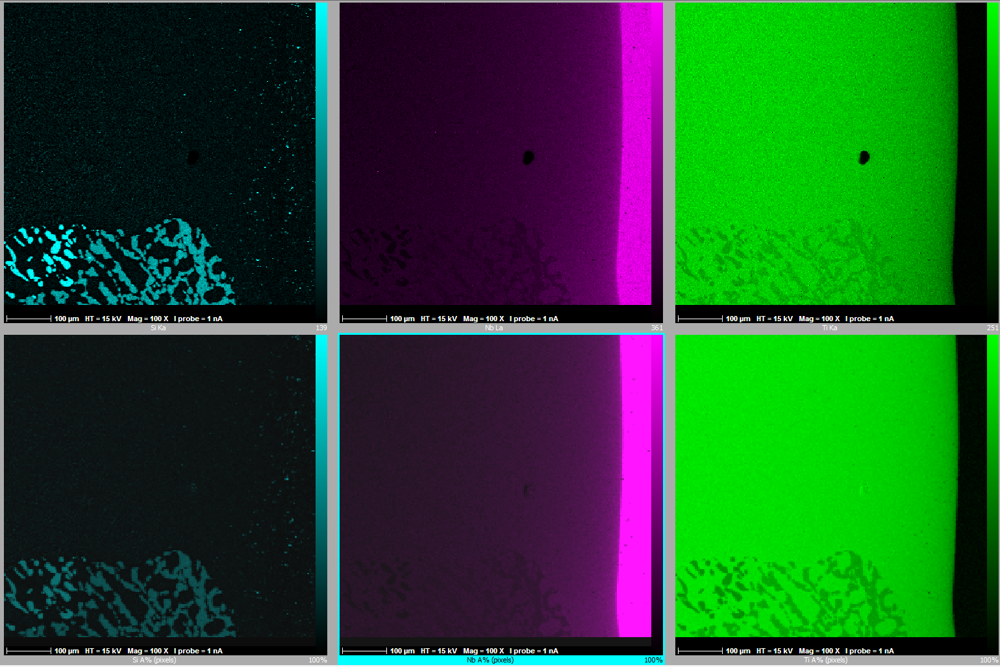 100 µm HT = 15 kV Mag = 100 X I probe = 1 nA
Si Ka 139
100 µm HT = 15 kV Mag = 100 X I probe = 1 nA
Nb La 361
100 µm HT = 15 kV Mag = 100 X I probe = 1 nA
Ti Ka 251
100 µm HT = 15 kV Mag = 100 X I probe = 1 nA
Si A% (pixels) 100%
100 µm HT = 15 kV Mag = 100 X I probe = 1 nA
Nb A% (pixels) 100%
100 µm HT = 15 kV Mag = 100 X I probe = 1 nA
Ti A% (pixels) 100%